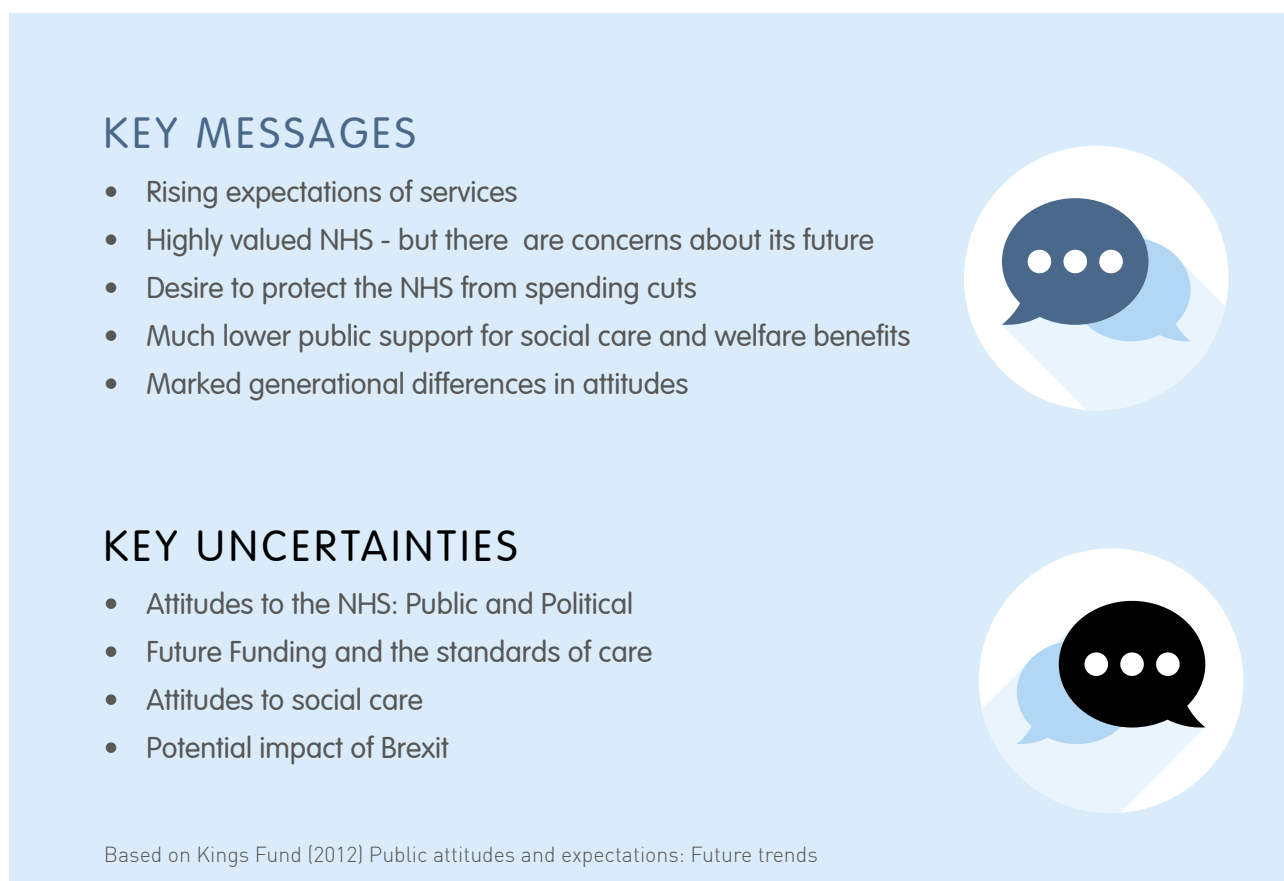 KEY MESSAGES
• Rising expectations of services
• Highly valued NHS - but there  are concerns about its future
• Desire to protect the NHS from spending cuts
• Much lower public support for social care and welfare benefits
• Marked generational differences in attitudes
KEY UNCERTAINTIES
• Attitudes to the NHS: Public and Political
• Future Funding and the standards of care
• Attitudes to social care
• Potential impact of Brexit
Based on Kings Fund (2012) Public attitudes and expectations: Future trends